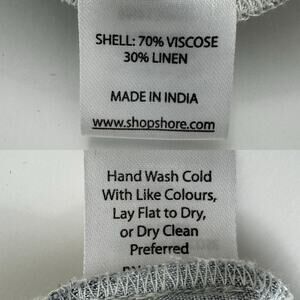 SHELL: 70% VISCOSE
30% LINEN
MADE IN INDIA
www.shopshore.com
Hand Wash Cold
With Like Colours,
Lay Flat to Dry,
or Dry Clean
Preferred